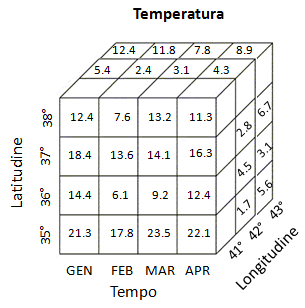 Temperatura
12.4 11.8 7.8 8.9
5.4 2.4 3.1 4.3
38° 12.4 7.6 13.2 11.3
37° 18.4 13.6 14.1 16.3
36° 14.4 6.1 9.2 12.4
35° 21.3 17.8 23.5 22.1
2.8 6.7
4.5 3.1
1.7 5.6
41° 42° 43°
GEN FEB MAR APR
Latitudine
Tempo
Longitudine